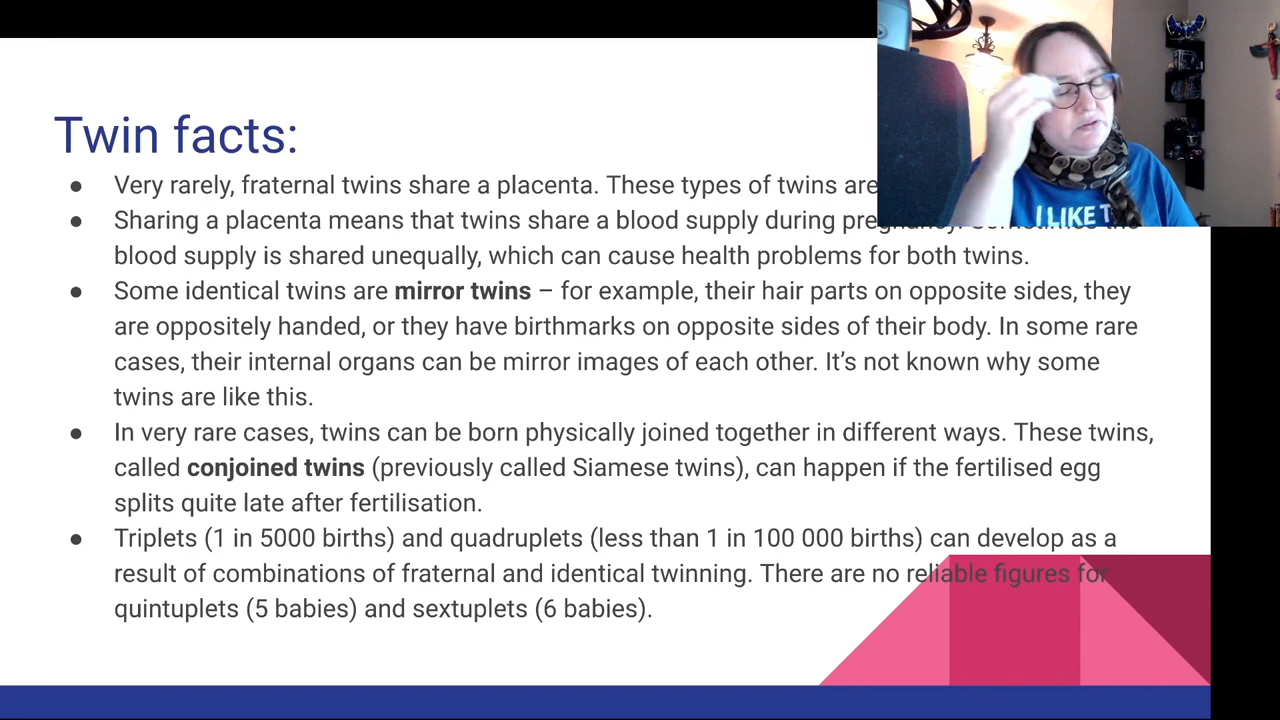 Twin facts:
● Very rarely, fraternal twins share a placenta. These types of twins are
● Sharing a placenta means that twins share a blood supply during pregnancy. Sometimes the
blood supply is shared unequally, which can cause health problems for both twins.
● Some identical twins are mirror twins – for example, their hair parts on opposite sides, they
are oppositely handed, or they have birthmarks on opposite sides of their body. In some rare
cases, their internal organs can be mirror images of each other. It’s not known why some
twins are like this.
● In very rare cases, twins can be born physically joined together in different ways. These twins,
called conjoined twins (previously called Siamese twins), can happen if the fertilised egg
splits quite late after fertilisation.
● Triplets (1 in 5000 births) and quadruplets (less than 1 in 100 000 births) can develop as a
result of combinations of fraternal and identical twinning. There are no reliable figures for
quintuplets (5 babies) and sextuplets (6 babies).
I LIKE T